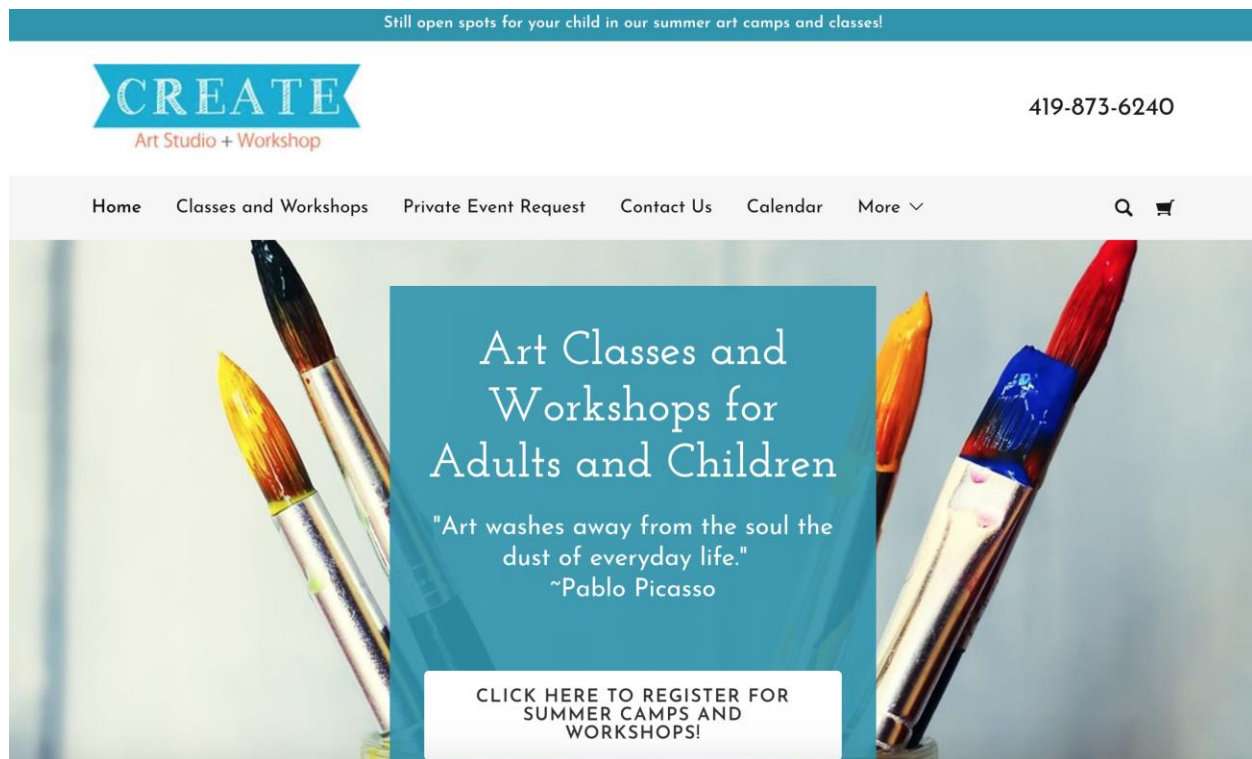 Still open spots for your child in our summer art camps and classes!
CREATE
Art Studio + Workshop
419-873-6240
Home Classes and Workshops Private Event Request Contact Us Calendar More
Art Classes and
Workshops for
Adults and Children
"Art washes away from the soul the
dust of everyday life."
~Pablo Picasso
CLICK HERE TO REGISTER FOR
SUMMER CAMPS AND
WORKSHOPS!